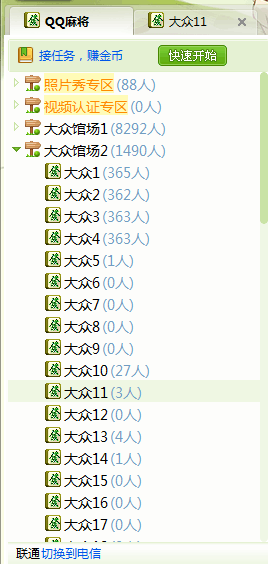 QQ麻将 大众11
接任务，赚金币 快速开始
照片秀专区(88人)
视频认证专区(0人)
大众馆场1(8292人)
大众馆场2(1490人)
大众1(365人)
大众2(362人)
大众3(363人)
大众4(363人)
大众5(1人)
大众6(0人)
大众7(0人)
大众8(0人)
大众9(0人)
大众10(27人)
大众11(3人)
大众12(0人)
大众13(4人)
大众14(1人)
大众15(0人)
大众16(0人)
大众17(0人)
联通切换到电信